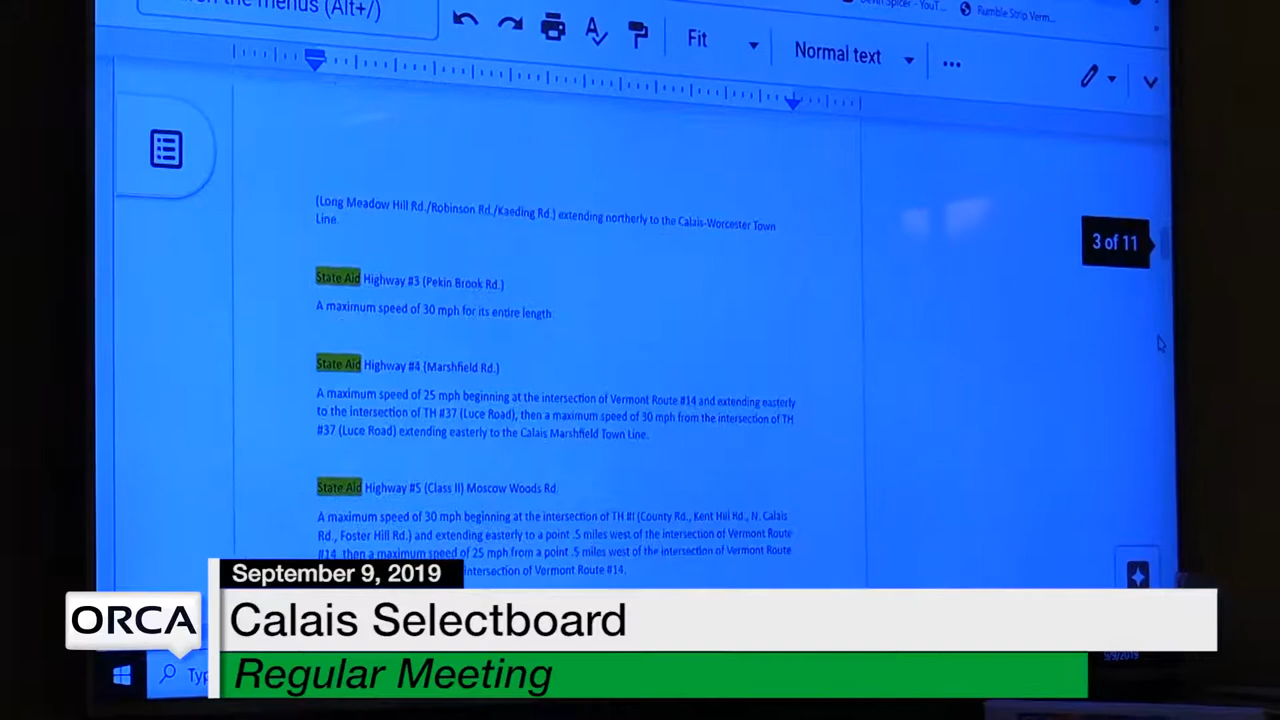 the menus (Alt+/)
Fit
Normal text
YouT...
Rumble Strip Verm...
(Long Meadow Hill Rd./Robinson Rd./Kaeding Rd.) extending northerly to the Calais-Worcester Town
Line.
3 of 11
State Aid Highway #3 (Pekin Brook Rd.)
A maximum speed of 30 mph for its entire length
State Aid Highway #4 (Marshfield Rd.)
A maximum speed of 25 mph beginning at the intersection of Vermont Route #14 and extending easterly
to the intersection of TH #37 (Luce Road), then a maximum speed of 30 mph from the intersection of TH
#37 (Luce Road) extending easterly to the Calais Marshfield Town Line.
State Aid Highway #5 (Class II) Moscow Woods Rd
A maximum speed of 30 mph beginning at the intersection of TH #1 (County Rd., Kent Hill Rd., N. Calais
Rd., Foster Hill Rd.) and extending easterly to a point .5 miles west of the intersection of Vermont Route
#14, then a maximum speed of 25 mph from a point .5 miles west of the intersection of Vermont Route
intersection of Vermont Route #14.
September 9, 2019
ORCA
Calais Selectboard
Regular Meeting